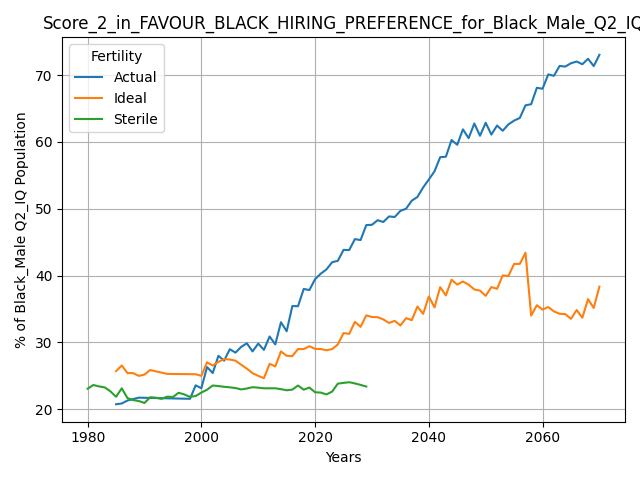 Score_2_in_FAVOUR_BLACK_HIRING_PREFERENCE_for_Black_Male_Q2_IQ
Fertility
Actual
Ideal
Sterile
% of Black_Male Q2_IQ Population
70
60
50
40
30
20
1980 2000 2020 2040 2060
Years